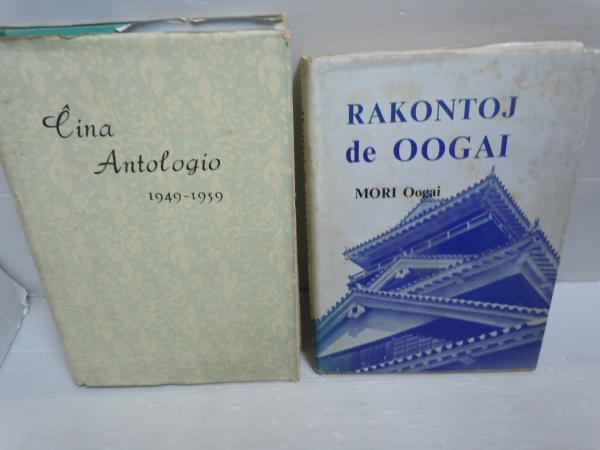 Ĉina
Antologio
1949-1959
RAKONTOJ
de OOGAI
MORI Oogai